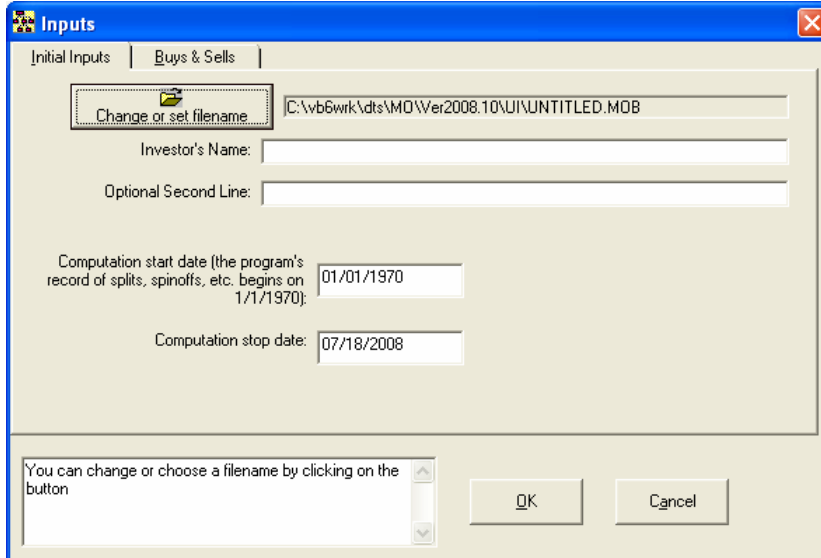 Inputs
Initial Inputs
Buys & Sells
Change or set filename
C:\vb6wrk\dts\MO\Ver2008.10\UI\UNTITLED.MOB
Investor's Name:
Optional Second Line:
Computation start date (the program's
record of splits, spinoffs, etc. begins on
1/1/1970):
01/01/1970
Computation stop date:
07/18/2008
You can change or choose a filename by clicking on the
button
OK
Cancel